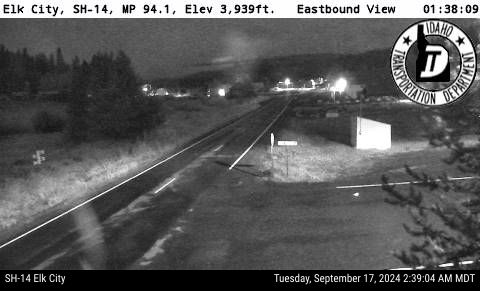 Elk City, SH-14, MP 94.1, Elev 3,939ft. Eastbound View 01:38:09
IDAHO
TRANSPORTATION DEPARTMENT
SH-14 Elk City Tuesday, September 17, 2024 2:39:04 AM MDT